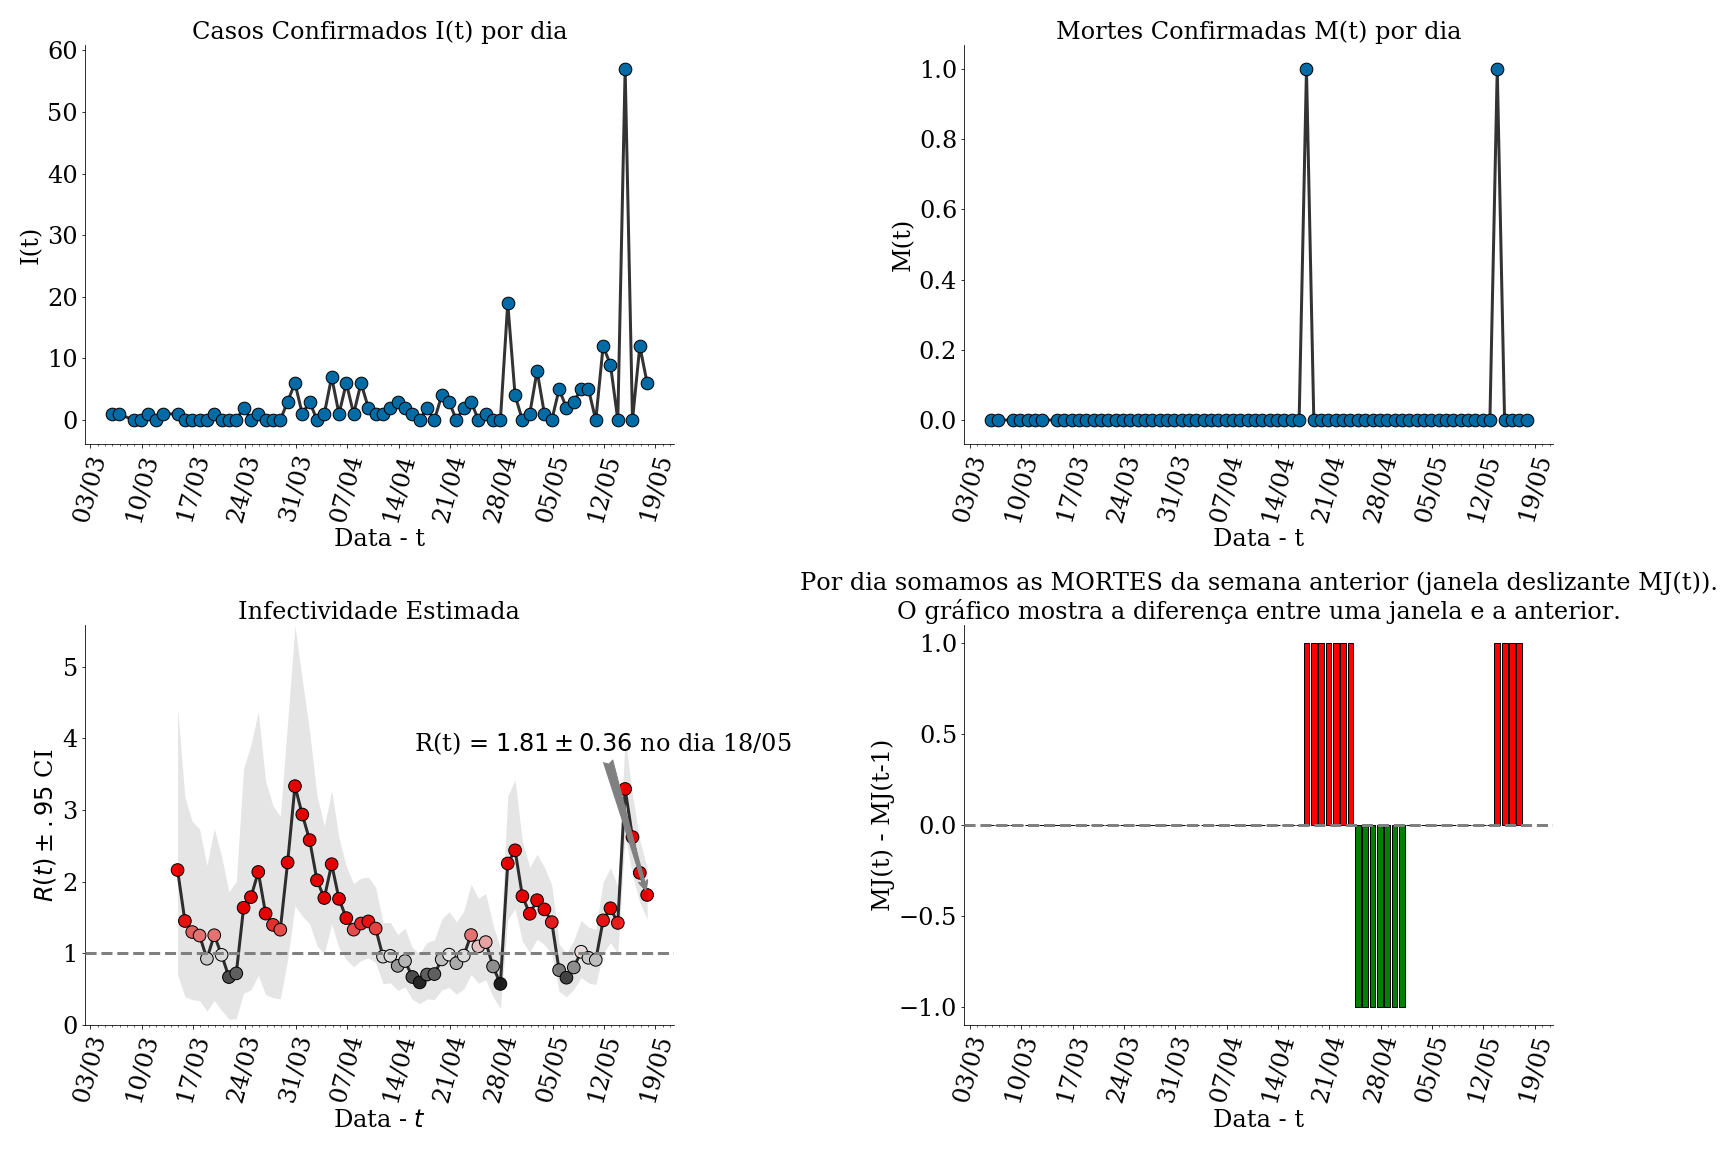 Casos Confirmados I(t) por dia
I(t)
60
50
40
30
20
10
0
03/03 10/03 17/03 24/03 31/03 07/04 14/04 21/04 28/04 05/05 12/05 19/05
Data - t
Mortes Confirmadas M(t) por dia
M(t)
1.0
0.8
0.6
0.4
0.2
0.0
03/03 10/03 17/03 24/03 31/03 07/04 14/04 21/04 28/04 05/05 12/05 19/05
Data - t
Infectividade Estimada
R(t) ± .95 CI
5
4
3
2
1
0
R(t) = 1.81 ± 0.36 no dia 18/05
03/03 10/03 17/03 24/03 31/03 07/04 14/04 21/04 28/04 05/05 12/05 19/05
Data - t
Por dia somamos as MORTES da semana anterior (janela deslizante MJ(t)).
O gráfico mostra a diferença entre uma janela e a anterior.
MJ(t) - MJ(t-1)
1.0
0.5
0.0
−0.5
−1.0
03/03 10/03 17/03 24/03 31/03 07/04 14/04 21/04 28/04 05/05 12/05 19/05
Data - t